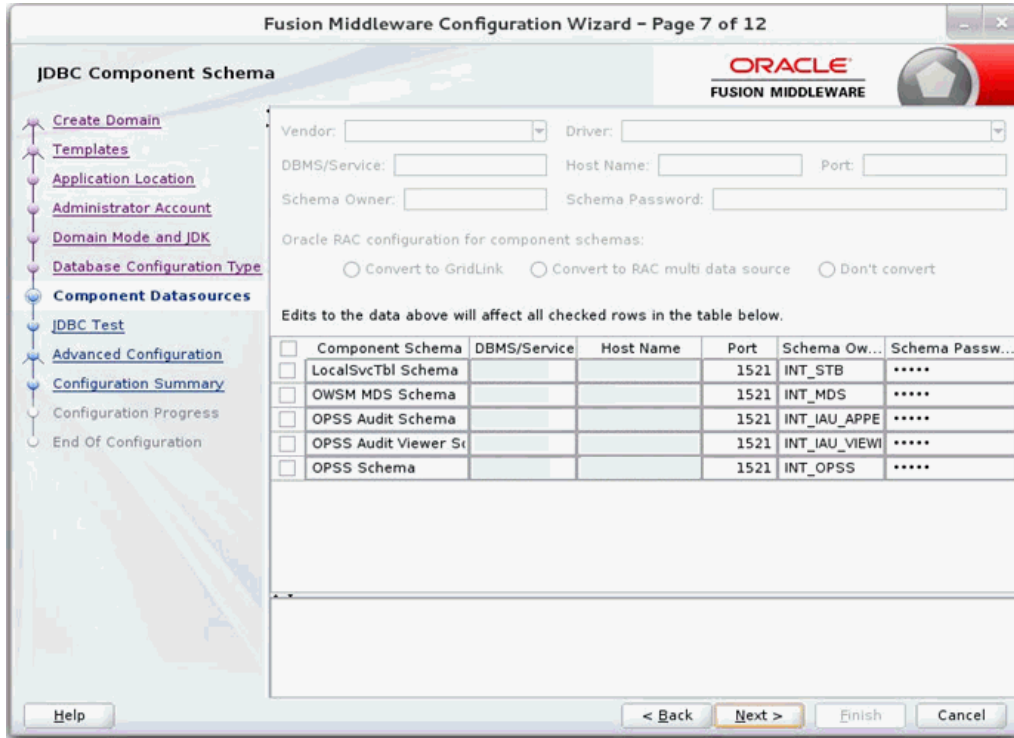 Fusion Middleware Configuration Wizard - Page 7 of 12
JDBC Component Schema
ORACLE
FUSION MIDDLEWARE
Create Domain
Templates
Application Location
Administrator Account
Domain Mode and JDK
Database Configuration Type
Component Datasources
JDBC Test
Advanced Configuration
Configuration Summary
Configuration Progress
End Of Configuration
Vendor: Driver:
DBMS/Service: Host Name: Port:
Schema Owner: Schema Password:
Oracle RAC configuration for component schemas:
Convert to GridLink Convert to RAC multi data source Don't convert
Edits to the data above will affect all checked rows in the table below.
Component Schema DBMS/Service Host Name Port Schema Ow... Schema Passw...
LocalSvcTbl Schema 1521 INT_STB •••••
OWSM MDS Schema 1521 INT_MDS •••••
OPSS Audit Schema 1521 INT_IAU_APPE •••••
OPSS Audit Viewer Sc 1521 INT_IAU_VIEWI •••••
OPSS Schema 1521 INT_OPSS •••••
Help < Back Next > Finish Cancel